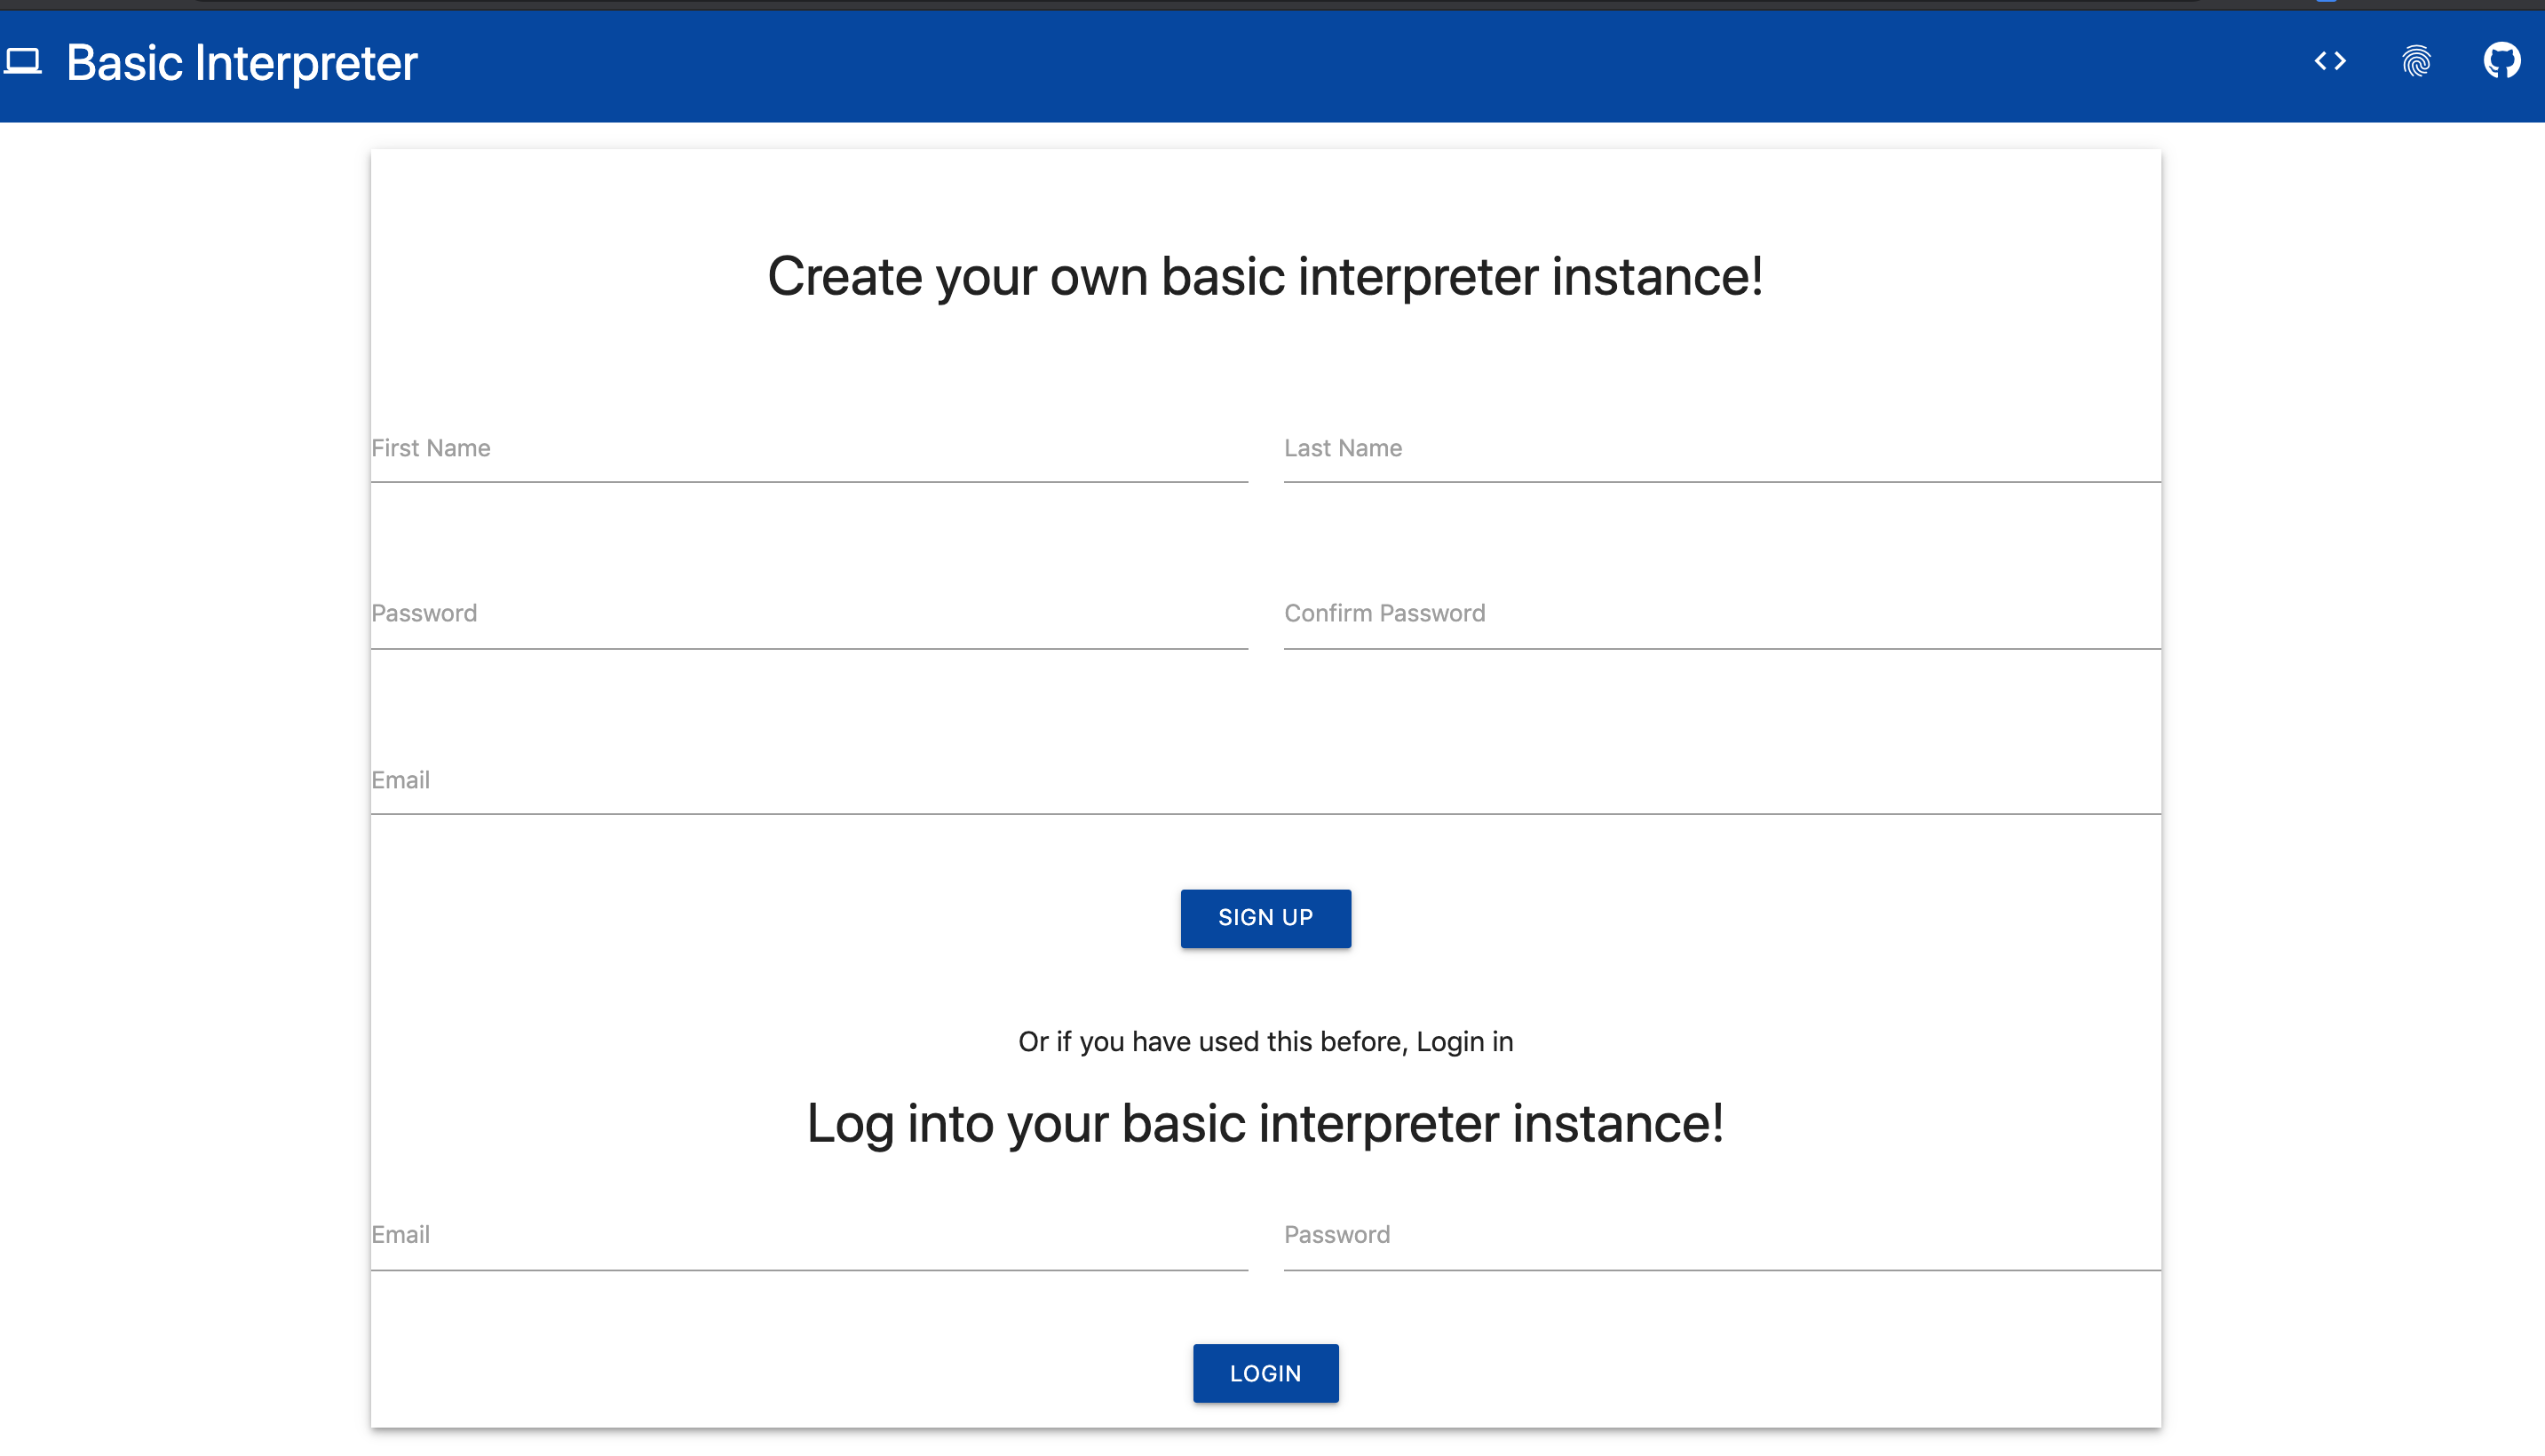 Basic Interpreter
Create your own basic interpreter instance!
First Name Last Name
Password Confirm Password
Email
SIGN UP
Or if you have used this before, Login in
Log into your basic interpreter instance!
Email Password
LOGIN